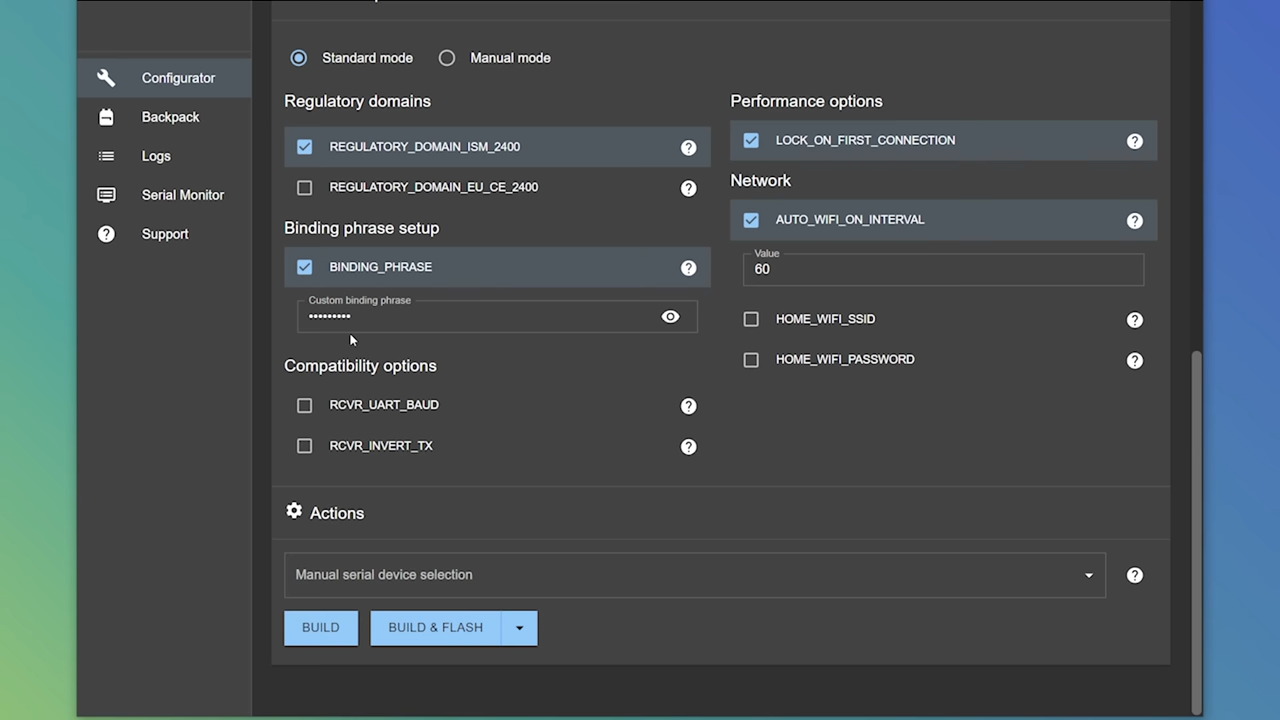 Configurator
Backpack
Logs
Serial Monitor
Support
Standard mode
Manual mode
Regulatory domains
REGULATORY_DOMAIN_ISM_2400
REGULATORY_DOMAIN_EU_CE_2400
Binding phrase setup
BINDING_PHRASE
Custom binding phrase
•••••••••
Compatibility options
RCVR_UART_BAUD
RCVR_INVERT_TX
Performance options
LOCK_ON_FIRST_CONNECTION
Network
AUTO_WIFI_ON_INTERVAL
Value
60
HOME_WIFI_SSID
HOME_WIFI_PASSWORD
Actions
Manual serial device selection
BUILD
BUILD & FLASH